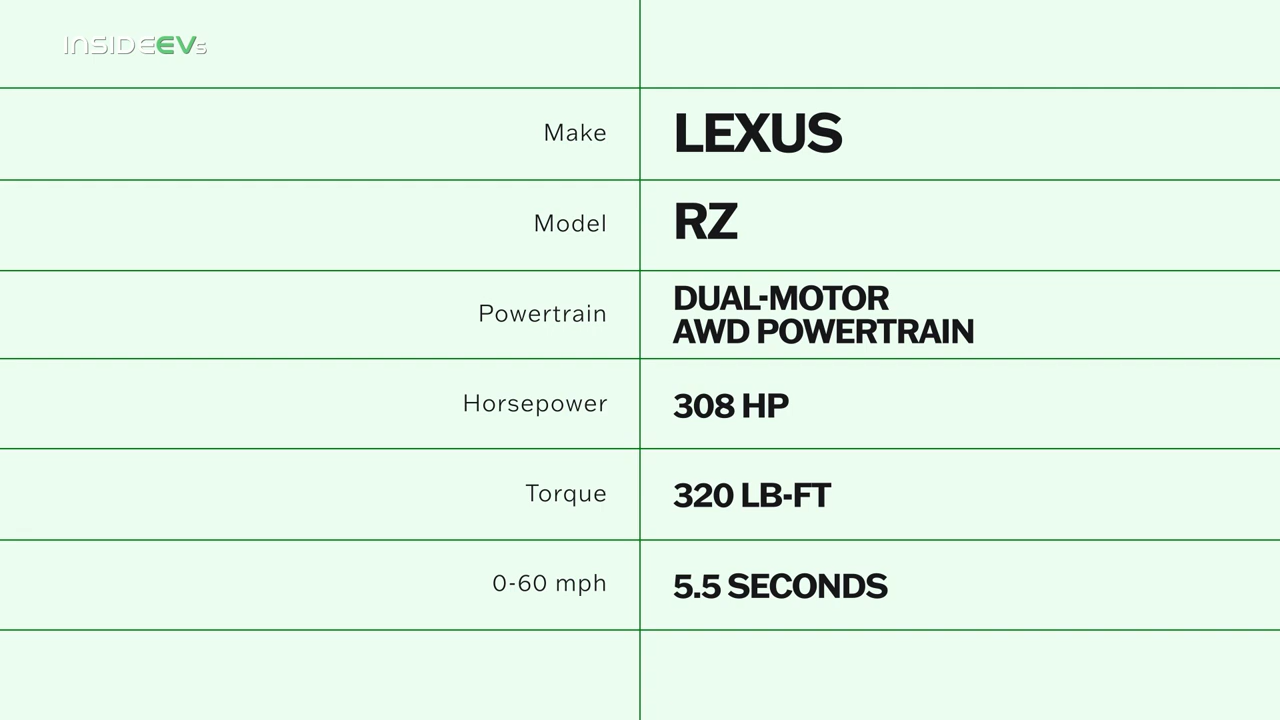 INSIDEEVs
Make
LEXUS
Model
RZ
Powertrain
DUAL-MOTOR
AWD POWERTRAIN
Horsepower
308 HP
Torque
320 LB-FT
0-60 mph
5.5 SECONDS